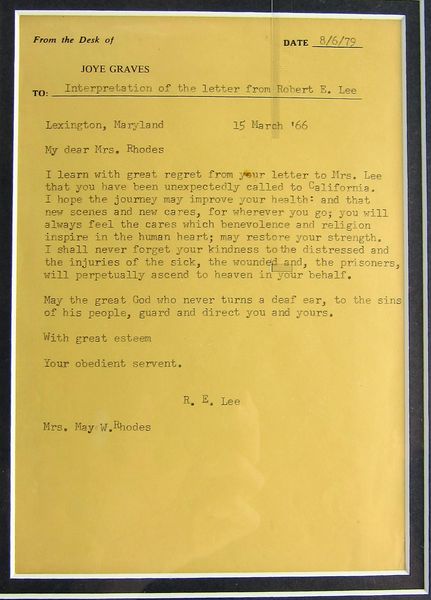 From the Desk of
DATE 8/6/79
JOYE GRAVES
TO: Interpretation of the letter from Robert E. Lee
Lexington, Maryland 15 March '66
My dear Mrs. Rhodes
I learn with great regret from your letter to Mrs. Lee
that you have been unexpectedly called to California.
I hope the journey may improve your health: and that
new scenes and new cares, for wherever you go; you will
always feel the cares which benevolence and religion
inspire in the human heart; may restore your strength.
I shall never forget your kindness to the distressed and
the injuries of the sick, the wounded and, the prisoners,
will perpetually ascend to heaven in your behalf.
May the great God who never turns a deaf ear, to the sins
of his people, guard and direct you and yours.
With great esteem
Your obedient servent.
R. E. Lee
Mrs. May W. Rhodes